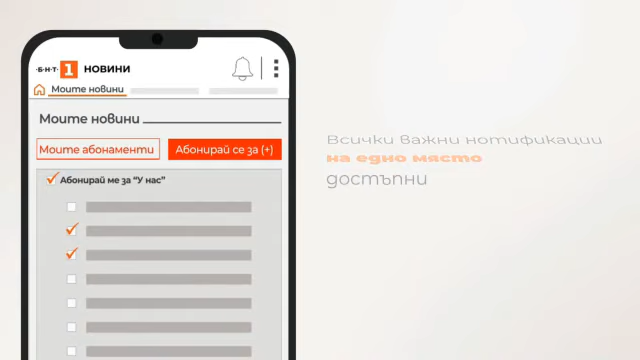 ·Б·Н·Т· 1 НОВИНИ
Моите новини
Моите новини
Моите абонаменти
Абонирай се за (+)
Абонирай ме за "У нас"
Всички важни нотификации
на едно място
достъпни